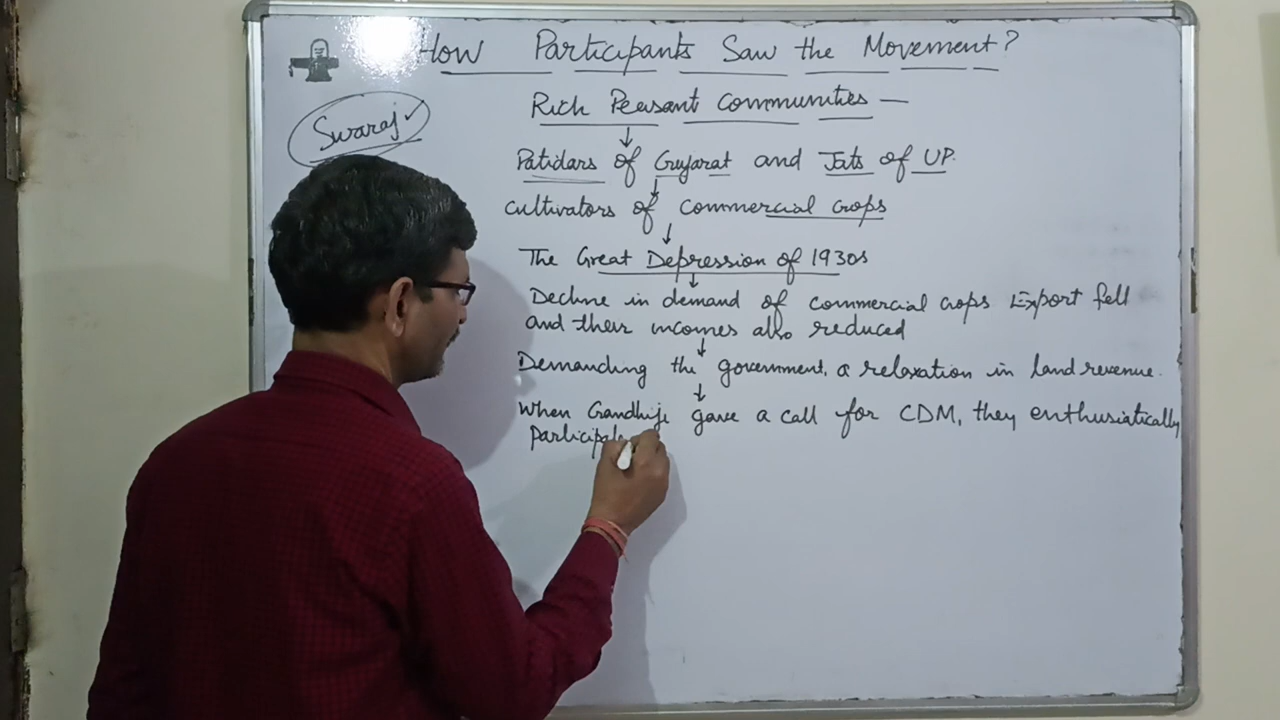 How Participants Saw the Movement?
Swaraj ✓
Rich Peasant Communities —
↓
Patidars of Gujarat and Jats of UP.
↓
cultivators of commercial crops
↓
The Great Depression of 1930s
↓
Decline in demand of commercial crops Export fell
and their incomes also reduced
↓
Demanding the government, a relaxation in land revenue.
↓
When Gandhiji gave a call for CDM, they enthusiatically